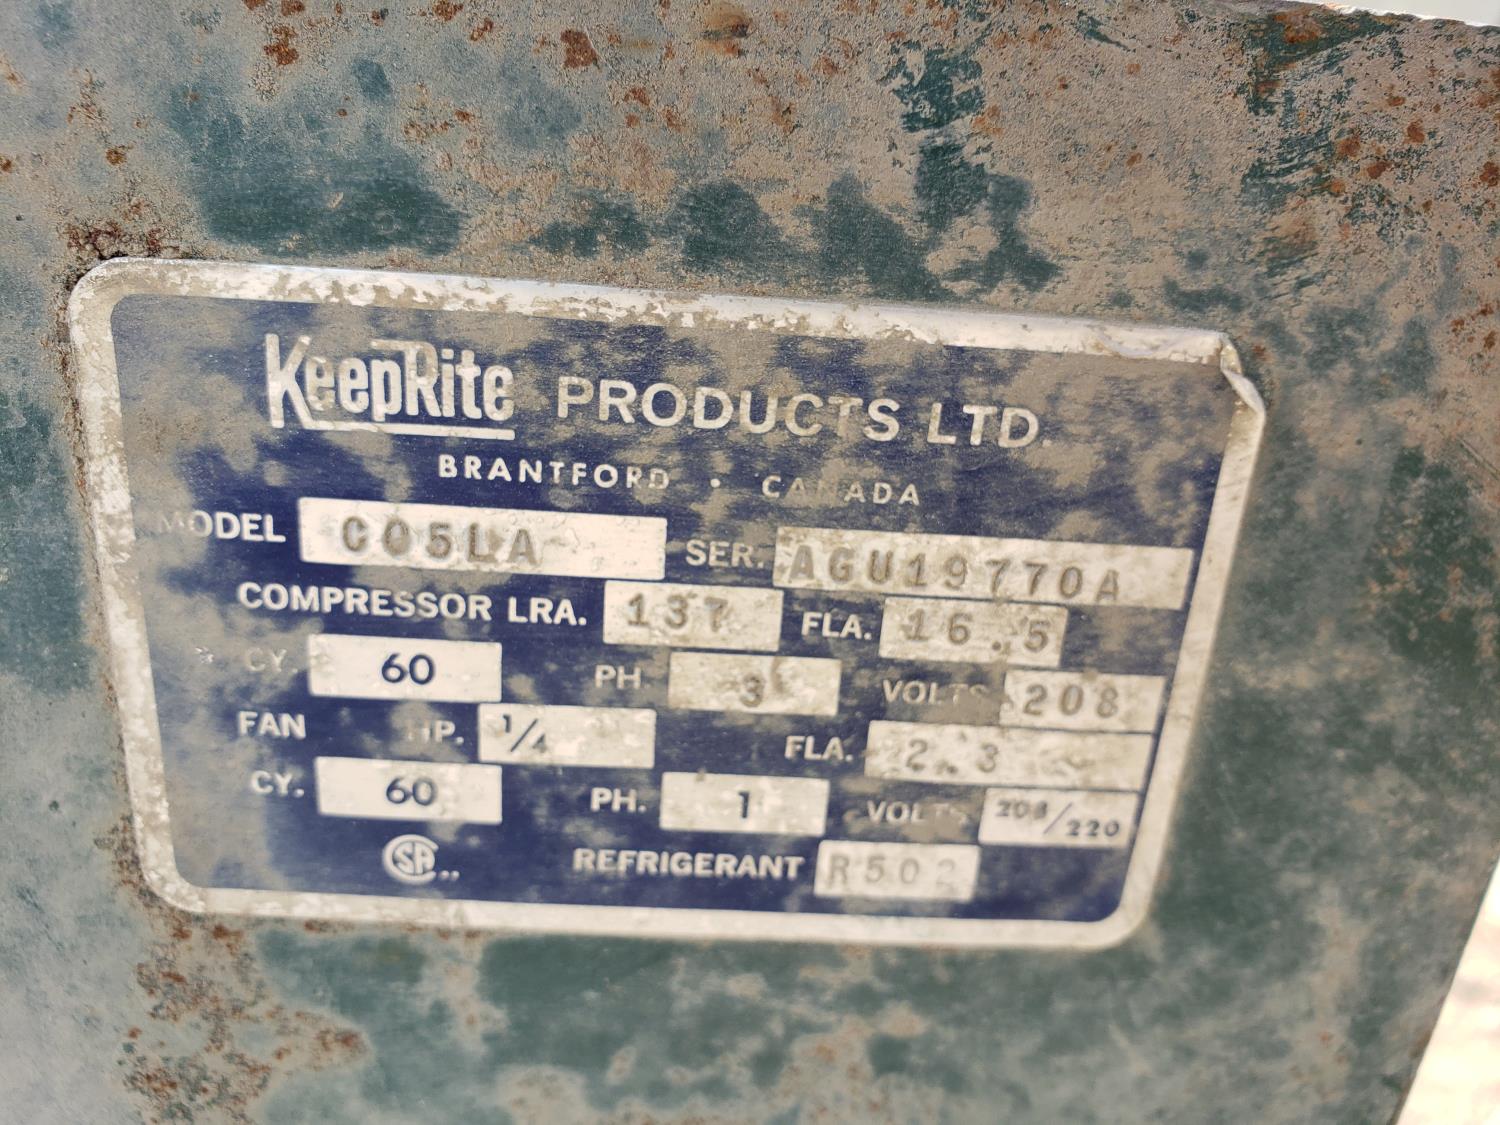 KeepRite PRODUCTS LTD.
BRANTFORD · CANADA
MODEL C05LA SER. AGU19770A
COMPRESSOR LRA. 137 FLA. 16.5
CY. 60 PH 3 VOLTS 208
FAN HP. 1/4 FLA. 2.3
CY. 60 PH. 1 VOLTS 208/220
CSA REFRIGERANT R502